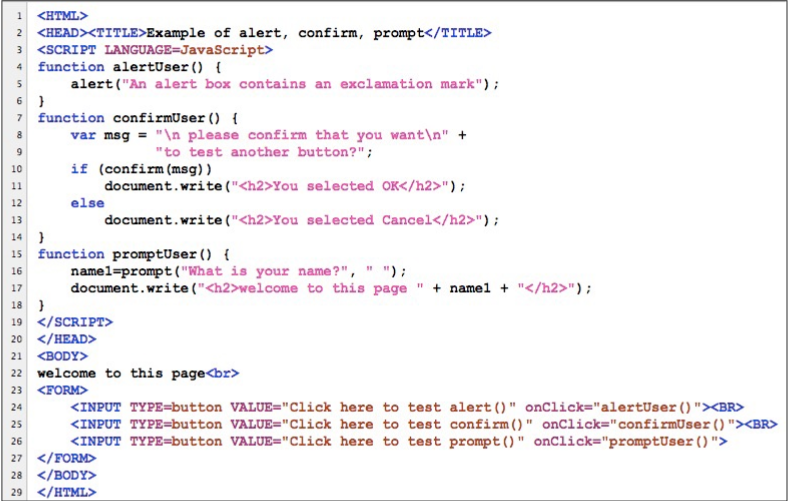 1 <HTML>
2 <HEAD><TITLE>Example of alert, confirm, prompt</TITLE>
3 <SCRIPT LANGUAGE=JavaScript>
4 function alertUser() {
5     alert("An alert box contains an exclamation mark");
6 }
7 function confirmUser() {
8     var msg = "\n please confirm that you want\n" +
9               "to test another button?";
10     if (confirm(msg))
11         document.write("<h2>You selected OK</h2>");
12     else
13         document.write("<h2>You selected Cancel</h2>");
14 }
15 function promptUser() {
16     name1=prompt("What is your name?", " ");
17     document.write("<h2>welcome to this page " + name1 + "</h2>");
18 }
19 </SCRIPT>
20 </HEAD>
21 <BODY>
22 welcome to this page<br>
23 <FORM>
24     <INPUT TYPE=button VALUE="Click here to test alert()" onClick="alertUser()"><BR>
25     <INPUT TYPE=button VALUE="Click here to test confirm()" onClick="confirmUser()"><BR>
26     <INPUT TYPE=button VALUE="Click here to test prompt()" onClick="promptUser()">
27 </FORM>
28 </BODY>
29 </HTML>